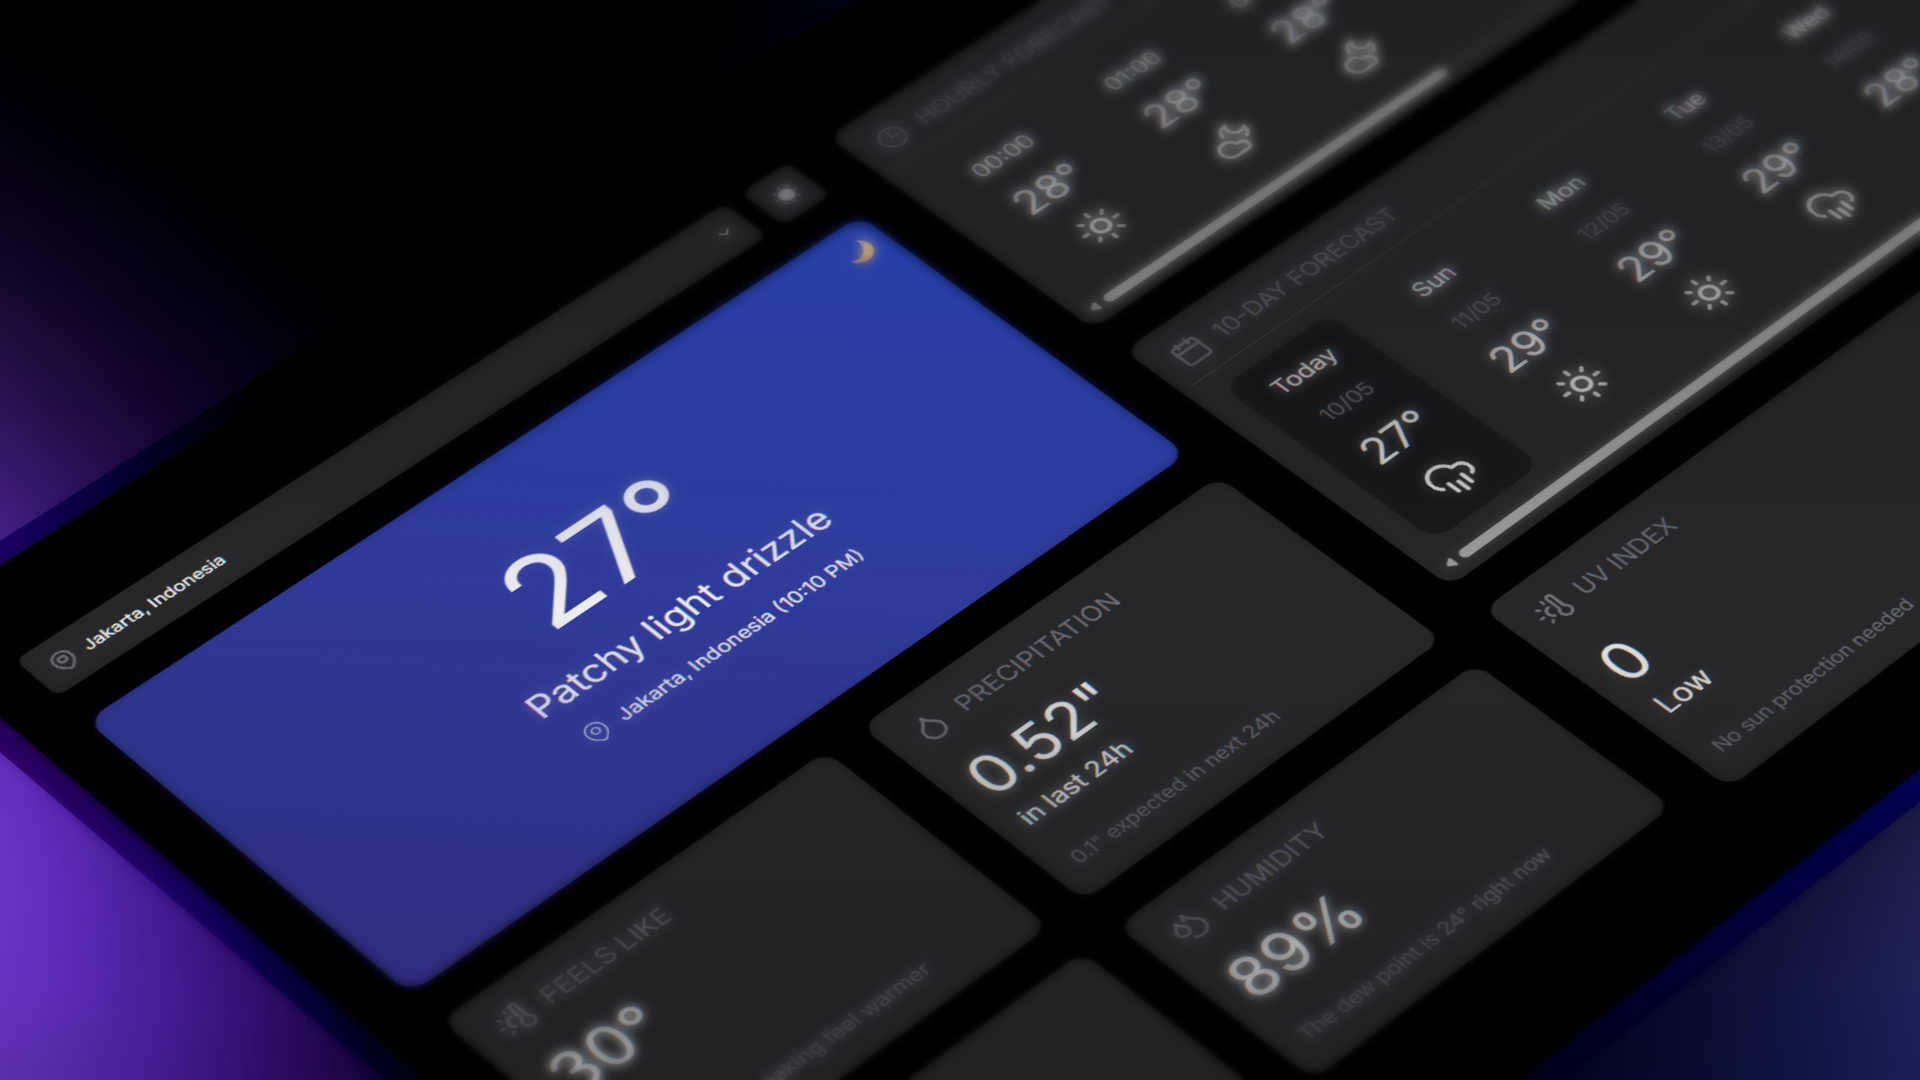 Jakarta, Indonesia
27°
Patchy light drizzle
Jakarta, Indonesia (10:10 PM)
HOURLY FORECAST
00:00
28°
01:00
28°
28°
10-DAY FORECAST
Today
10/05
27°
Sun
11/05
29°
Mon
12/05
29°
Tue
13/05
29°
Wed
14/05
28°
FEELS LIKE
30°
feel warmer
PRECIPITATION
0.52"
in last 24h
0.1" expected in next 24h
HUMIDITY
89%
The dew point is 24° right now
UV INDEX
0
Low
No sun protection needed